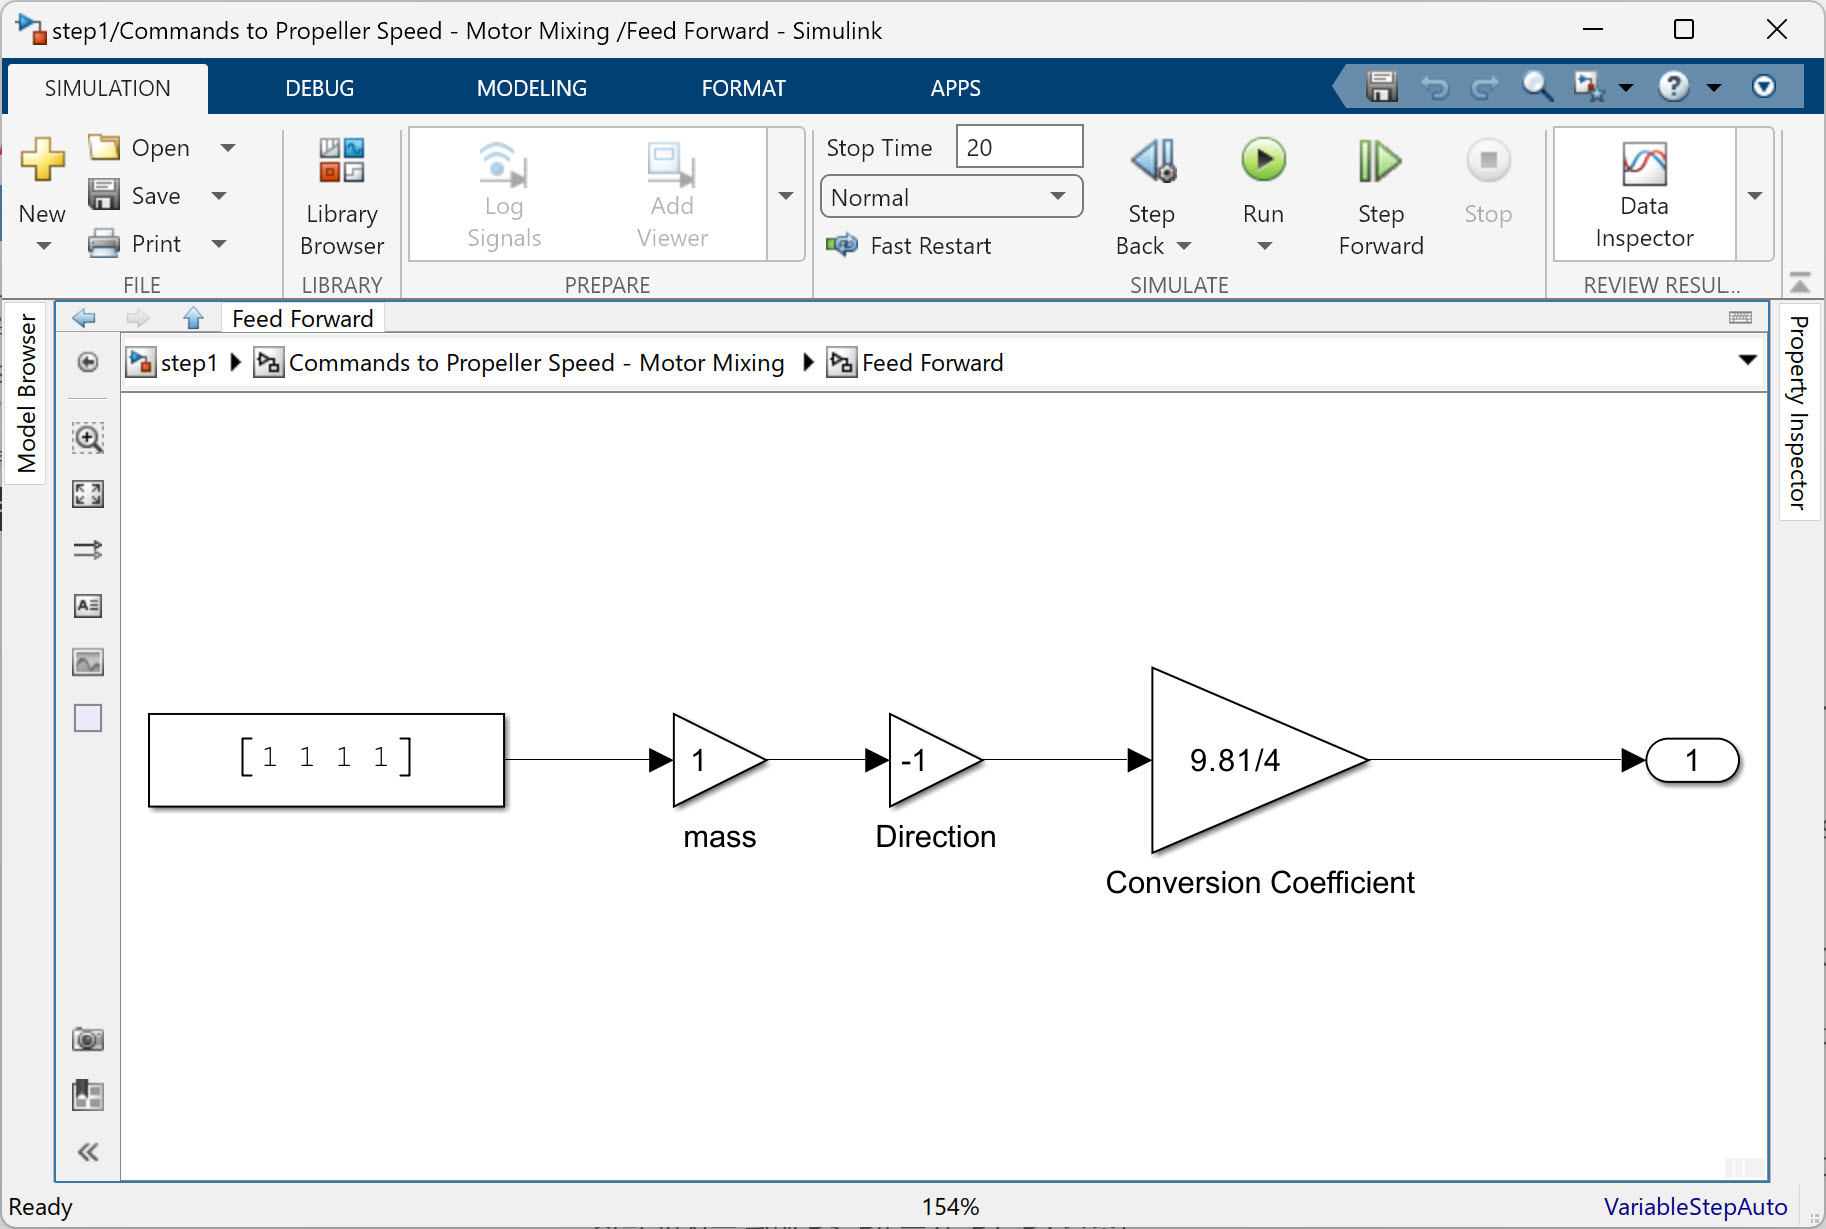 step1/Commands to Propeller Speed - Motor Mixing /Feed Forward - Simulink
SIMULATION DEBUG MODELING FORMAT APPS
New
Open
Save
Print
FILE
Library
Browser
LIBRARY
Log
Signals
Add
Viewer
PREPARE
Stop Time 20
Normal
Fast Restart
Step
Back
Run
Step
Forward
Stop
SIMULATE
Data
Inspector
REVIEW RESUL...
Model Browser
Feed Forward
step1 Commands to Propeller Speed - Motor Mixing Feed Forward
Property Inspector
[1 1 1 1]
1
mass
-1
Direction
9.81/4
Conversion Coefficient
1
Ready 154% VariableStepAuto